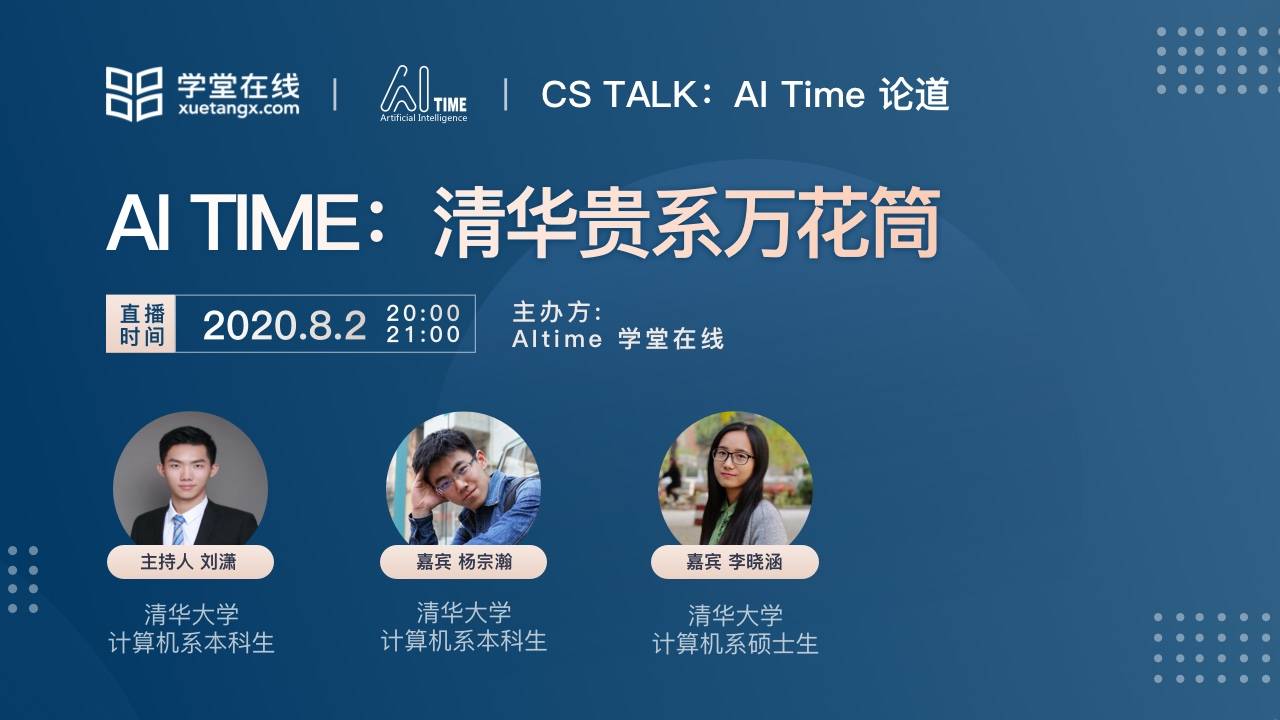 学堂在线
xuetangx.com
AI TIME
Artificial Intelligence
CS TALK：AI Time 论道
AI TIME：清华贵系万花筒
直播
时间
2020.8.2
20:00
21:00
主办方:
AItime 学堂在线
主持人 刘潇
嘉宾 杨宗瀚
嘉宾 李晓涵
清华大学
计算机系本科生
清华大学
计算机系本科生
清华大学
计算机系硕士生